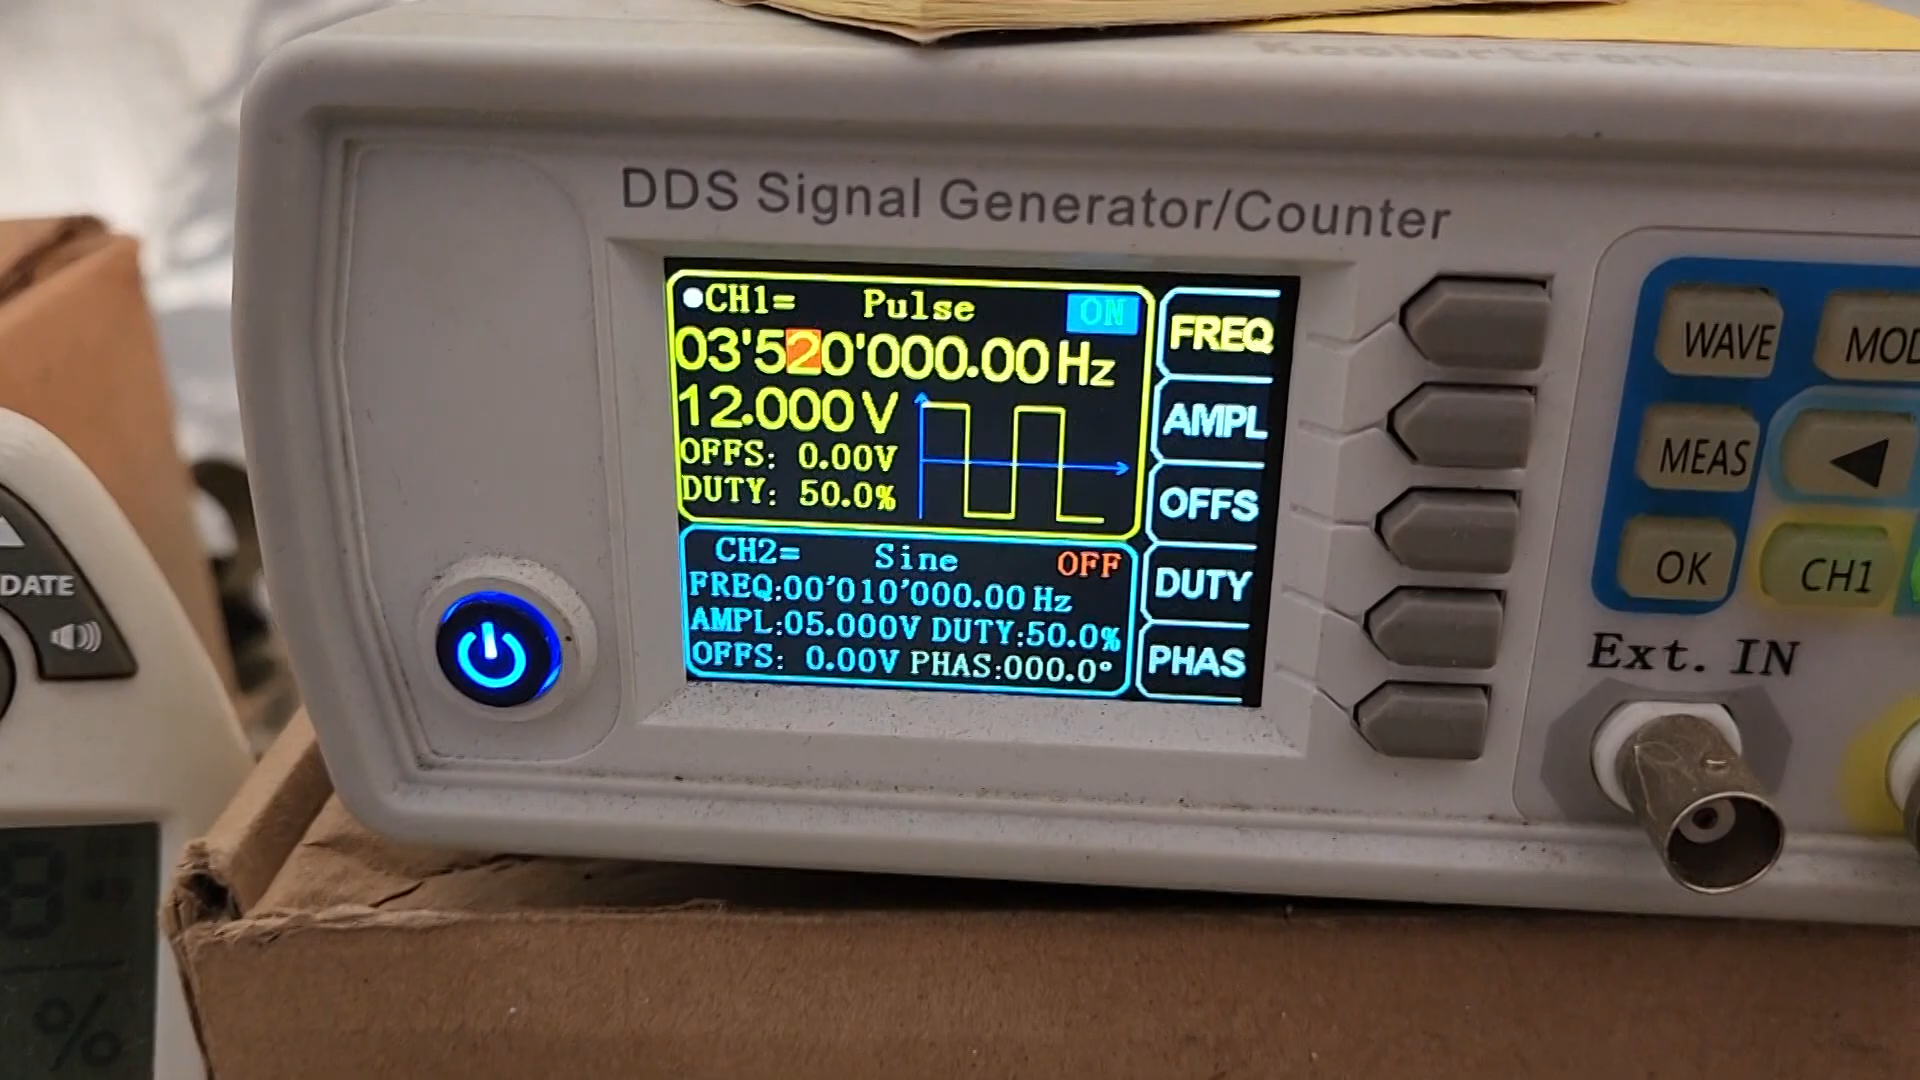 DDS Signal Generator/Counter
CH1= Pulse ON
03'520'000.00 Hz
12.000 V
OFFS: 0.00V
DUTY: 50.0%
CH2= Sine OFF
FREQ:00'010'000.00 Hz
AMPL:05.000V DUTY:50.0%
OFFS: 0.00V PHAS:000.0°
FREQ
AMPL
OFFS
DUTY
PHAS
WAVE
MOD
MEAS
OK
CH1
Ext. IN
DATE
%